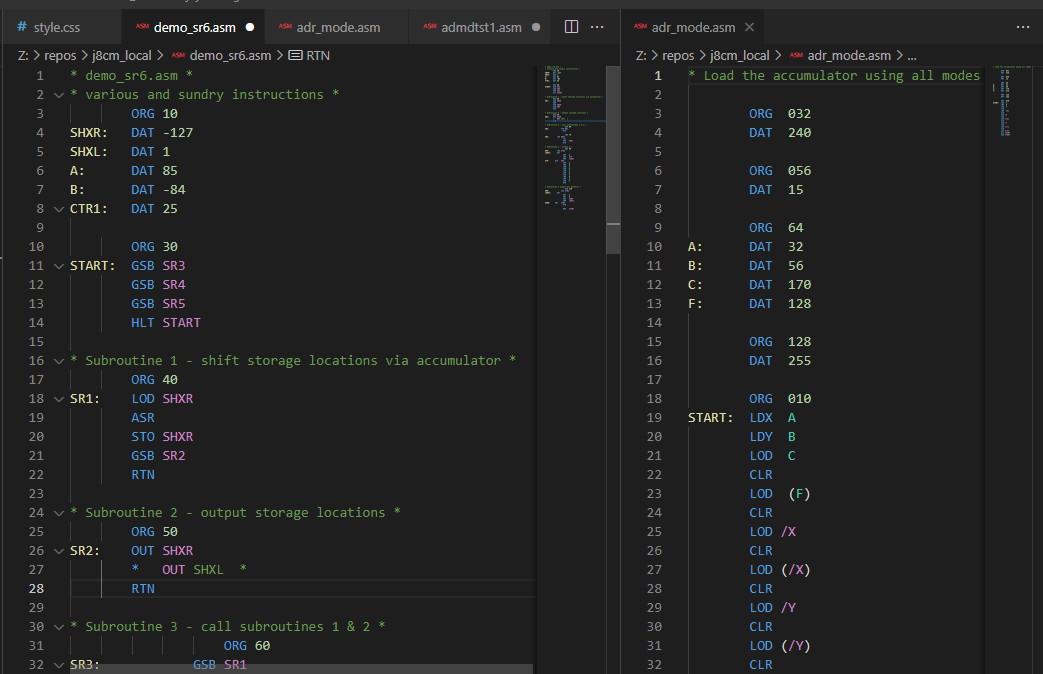 # style.css
ASM demo_sr6.asm ●
ASM adr_mode.asm
ASM admdtst1.asm ●
Z: > repos > j8cm_local > ASM demo_sr6.asm > RTN
1 * demo_sr6.asm *
2 * various and sundry instructions *
3 ORG 10
4 SHXR: DAT -127
5 SHXL: DAT 1
6 A: DAT 85
7 B: DAT -84
8 CTR1: DAT 25
9
10 ORG 30
11 START: GSB SR3
12 GSB SR4
13 GSB SR5
14 HLT START
15
16 * Subroutine 1 - shift storage locations via accumulator *
17 ORG 40
18 SR1: LOD SHXR
19 ASR
20 STO SHXR
21 GSB SR2
22 RTN
23
24 * Subroutine 2 - output storage locations *
25 ORG 50
26 SR2: OUT SHXR
27 * OUT SHXL *
28 RTN
29
30 * Subroutine 3 - call subroutines 1 & 2 *
31 ORG 60
32 SR3: GSB SR1
ASM adr_mode.asm ×
Z: > repos > j8cm_local > ASM adr_mode.asm > ...
1 * Load the accumulator using all modes
2
3 ORG 032
4 DAT 240
5
6 ORG 056
7 DAT 15
8
9 ORG 64
10 A: DAT 32
11 B: DAT 56
12 C: DAT 170
13 F: DAT 128
14
15 ORG 128
16 DAT 255
17
18 ORG 010
19 START: LDX A
20 LDY B
21 LOD C
22 CLR
23 LOD (F)
24 CLR
25 LOD /X
26 CLR
27 LOD (/X)
28 CLR
29 LOD /Y
30 CLR
31 LOD (/Y)
32 CLR